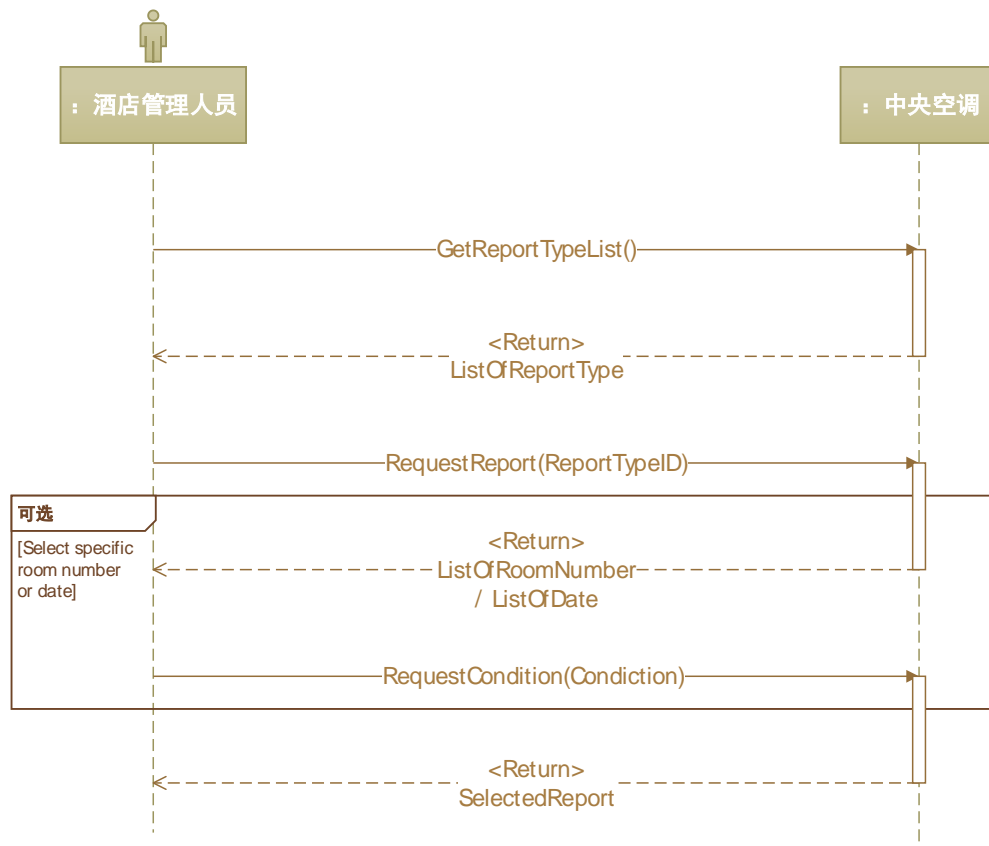 ：酒店管理人员
：中央空调
GetReportTypeList()
<Return>
ListOfReportType
RequestReport(ReportTypeID)
可选
[Select specific
room number
or date]
<Return>
ListOfRoomNumber
/ ListOfDate
RequestCondition(Condiction)
<Return>
SelectedReport